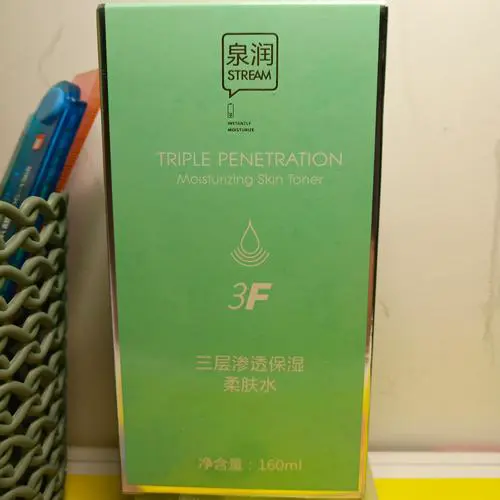 泉润
STREAM
INSTANTLY
MOISTURIZE
TRIPLE PENETRATION
Moisturizing Skin Toner
3F
三层渗透保湿
柔肤水
净含量：160ml